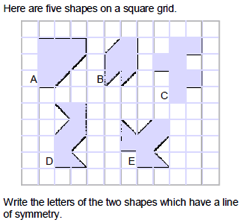 Here are five shapes on a square grid.
A
B
C
D
E
Write the letters of the two shapes which have a line
of symmetry.